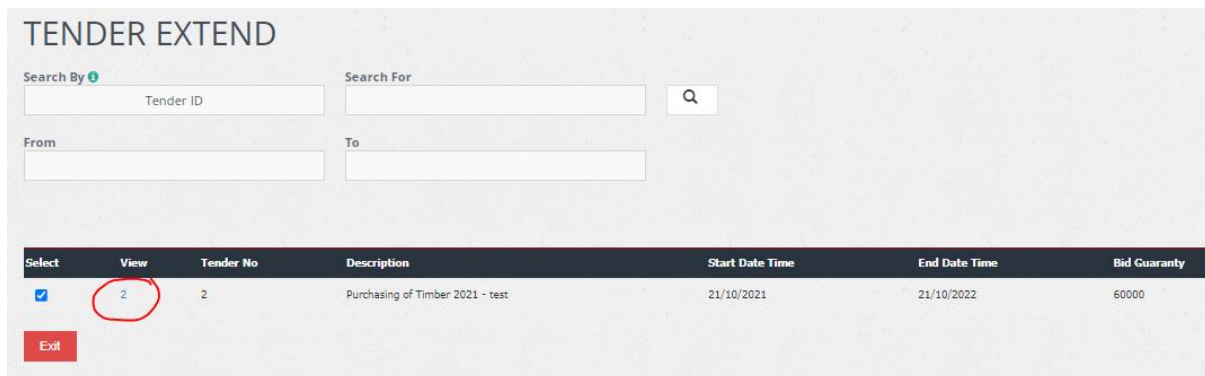 TENDER EXTEND
Search By Search For
Tender ID
From To
Select View Tender No Description Start Date Time End Date Time Bid Guaranty
2 2 Purchasing of Timber 2021 - test 21/10/2021 21/10/2022 60000
Exit